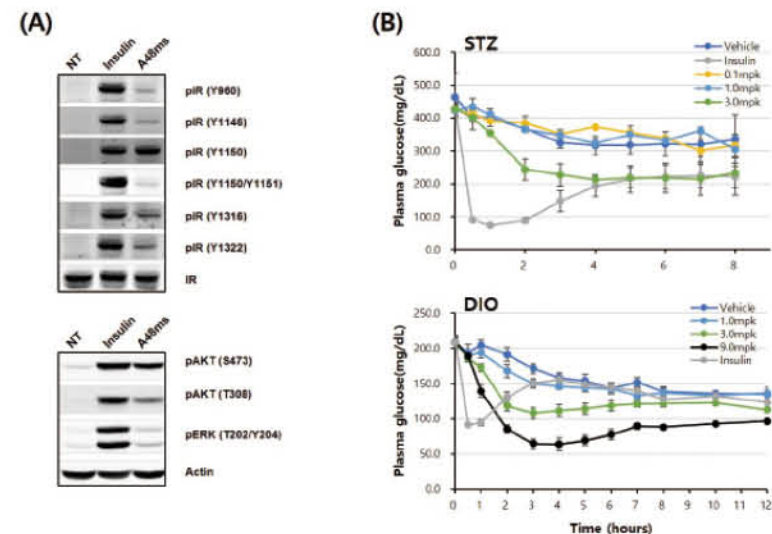 (A)
NT Insulin A48ms
pIR (Y960)
pIR (Y1146)
pIR (Y1150)
pIR (Y1150/Y1151)
pIR (Y1316)
pIR (Y1322)
IR
NT Insulin A48ms
pAKT (S473)
pAKT (T308)
pERK (T202/Y204)
Actin
(B)
STZ
Vehicle
Insulin
0.1mpk
1.0mpk
3.0mpk
Plasma glucose(mg/dL)
600.0
500.0
400.0
300.0
200.0
100.0
0.0
0 2 4 6 8
DIO
Vehicle
1.0mpk
3.0mpk
9.0mpk
Insulin
Plasma glucose(mg/dL)
250.0
200.0
150.0
100.0
50.0
0.0
0 1 2 3 4 5 6 7 8 9 10 11 12
Time (hours)